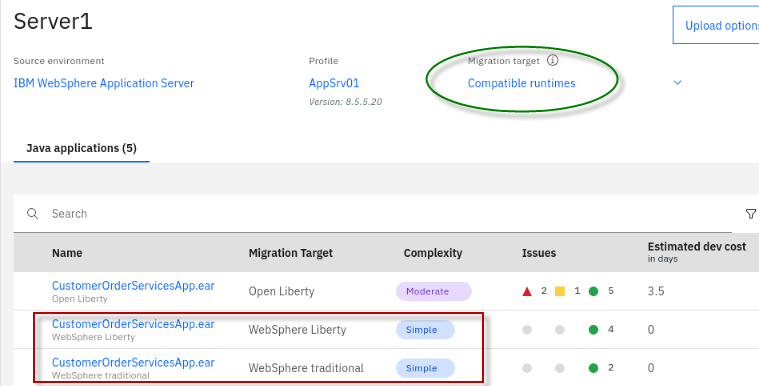 Server1
Upload options
Source environment
Profile
Migration target
IBM WebSphere Application Server
AppSrv01
Compatible runtimes
Version: 8.5.5.20
Java applications (5)
Search
Name Migration Target Complexity Issues Estimated dev cost
in days
CustomerOrderServicesApp.ear Open Liberty Moderate 2 1 5 3.5
Open Liberty
CustomerOrderServicesApp.ear WebSphere Liberty Simple 4 0
WebSphere Liberty
CustomerOrderServicesApp.ear WebSphere traditional Simple 2 0
WebSphere traditional